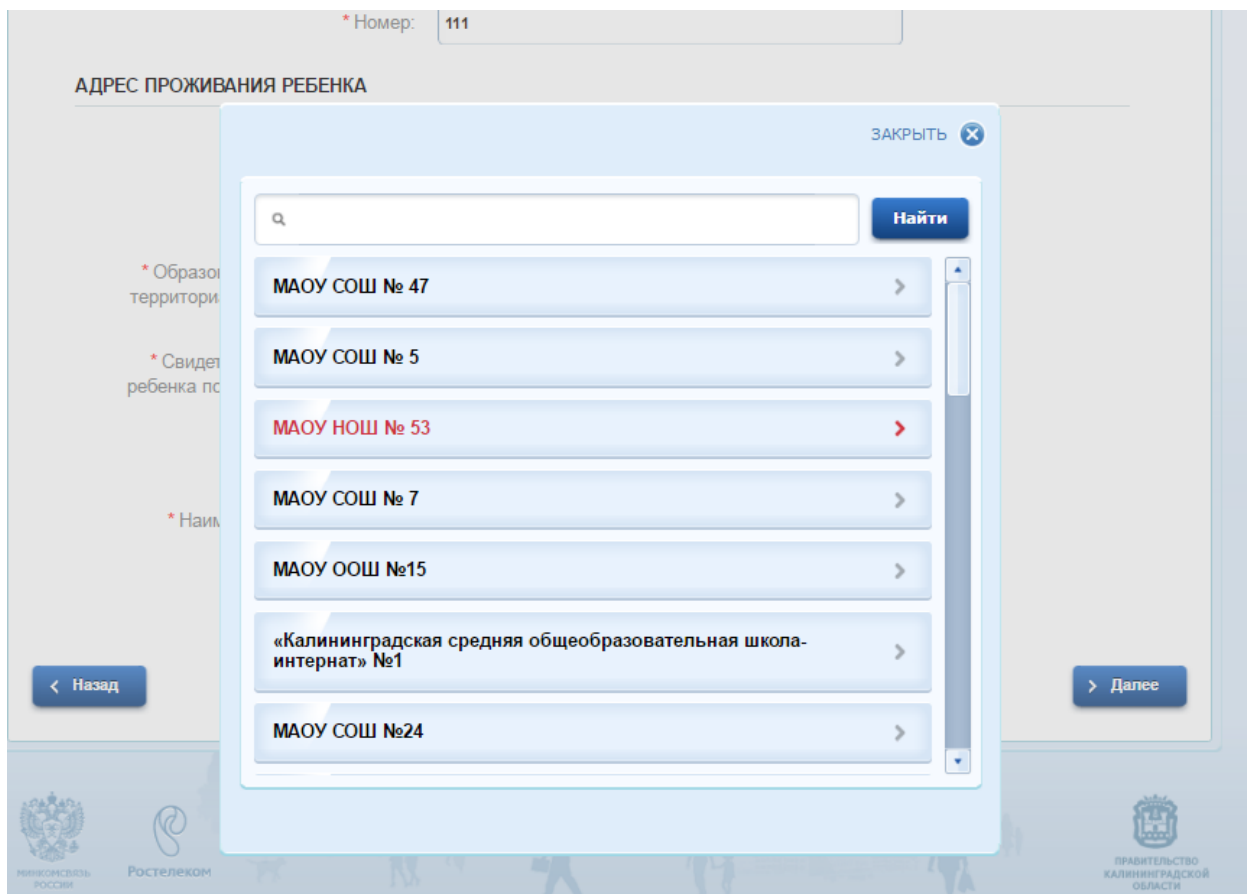 * Номер:
111
АДРЕС ПРОЖИВАНИЯ РЕБЕНКА
ЗАКРЫТЬ
Найти
* Образо
территори
* Свидет
ребенка по
* Наим
МАОУ СОШ № 47
МАОУ СОШ № 5
МАОУ НОШ № 53
МАОУ СОШ № 7
МАОУ ООШ №15
«Калининградская средняя общеобразовательная школа-
интернат» №1
МАОУ СОШ №24
Назад
Далее
МИНКОМСВЯЗЬ
РОССИИ
Ростелеком
ПРАВИТЕЛЬСТВО
КАЛИНИНГРАДСКОЙ
ОБЛАСТИ